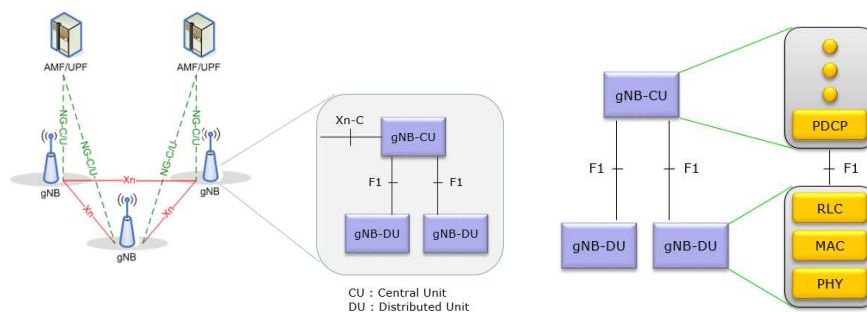 AMF/UPF
AMF/UPF
NG-C/U
NG-C/U
NG-C/U
NG-C/U
Xn
gNB
gNB
Xn
Xn
gNB
Xn-C
gNB-CU
F1
F1
gNB-DU
gNB-DU
CU : Central Unit
DU : Distributed Unit
gNB-CU
F1
F1
gNB-DU
gNB-DU
PDCP
F1
RLC
MAC
PHY